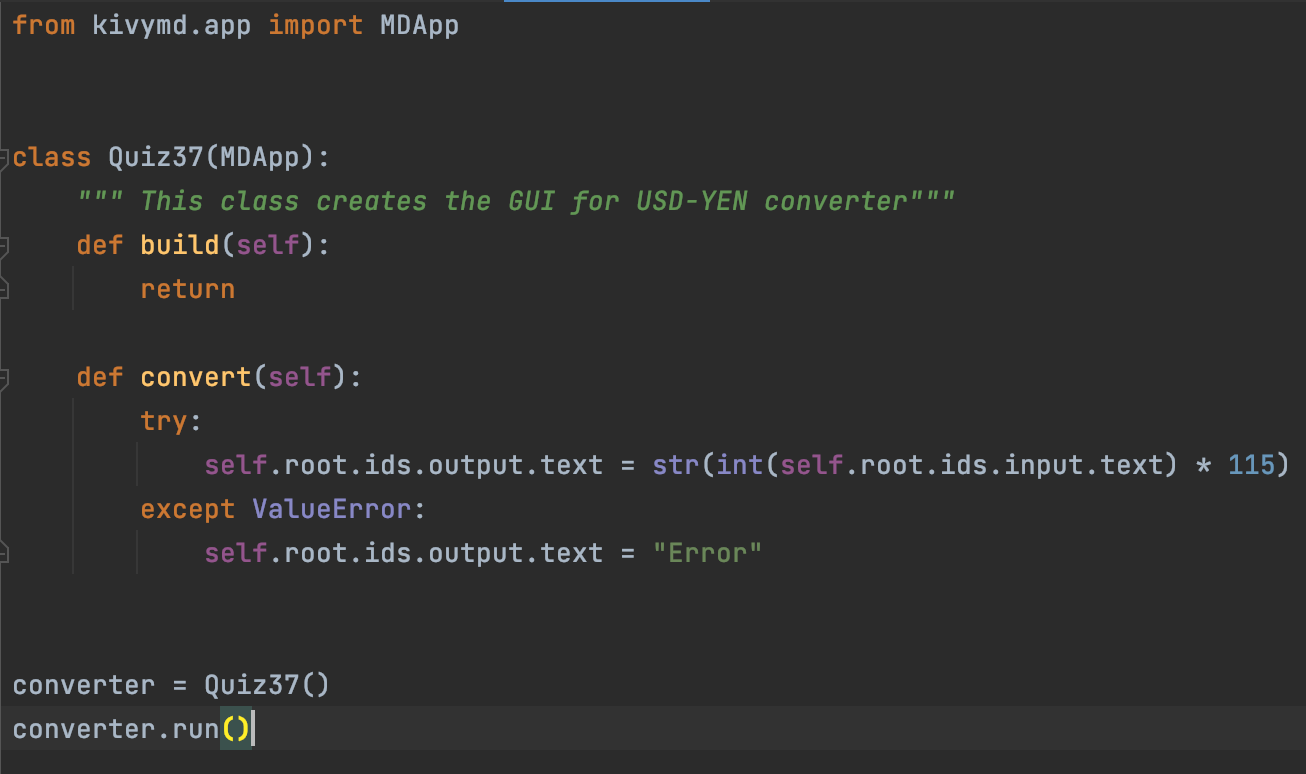 from kivymd.app import MDApp
class Quiz37(MDApp):
    """ This class creates the GUI for USD-YEN converter"""
    def build(self):
        return
    def convert(self):
        try:
            self.root.ids.output.text = str(int(self.root.ids.input.text) * 115)
        except ValueError:
            self.root.ids.output.text = "Error"
converter = Quiz37()
converter.run()